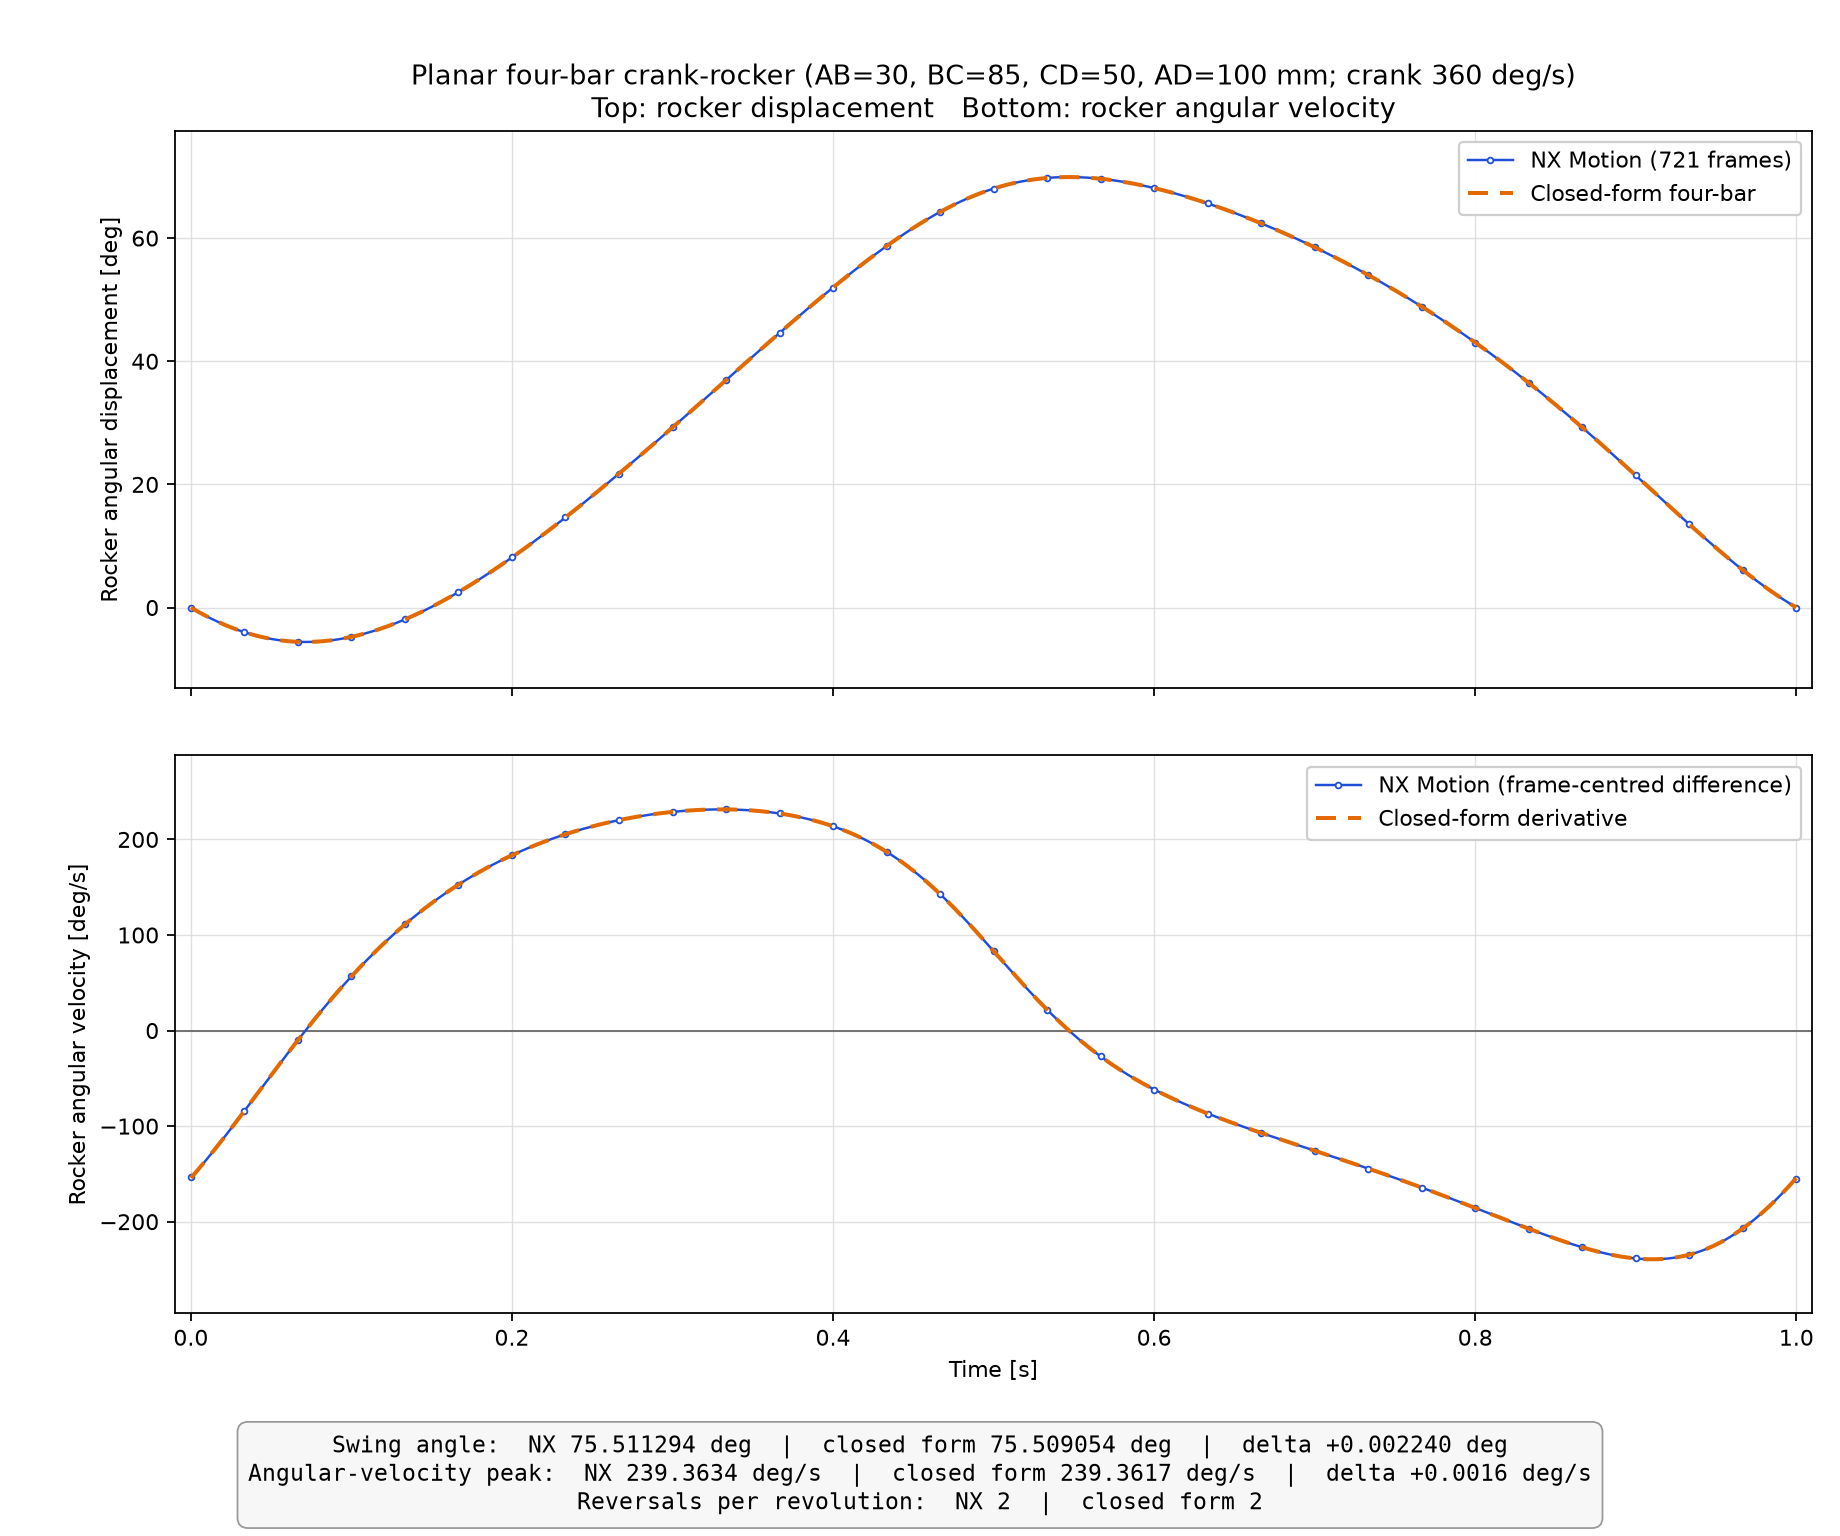 Planar four-bar crank-rocker (AB=30, BC=85, CD=50, AD=100 mm; crank 360 deg/s)
Top: rocker displacement   Bottom: rocker angular velocity
NX Motion (721 frames)
Closed-form four-bar
Rocker angular displacement [deg]
60
40
20
0
NX Motion (frame-centred difference)
Closed-form derivative
Rocker angular velocity [deg/s]
200
100
0
−100
−200
0.0 0.2 0.4 0.6 0.8 1.0
Time [s]
Swing angle:  NX 75.511294 deg  |  closed form 75.509054 deg  |  delta +0.002240 deg
Angular-velocity peak:  NX 239.3634 deg/s  |  closed form 239.3617 deg/s  |  delta +0.0016 deg/s
Reversals per revolution:  NX 2  |  closed form 2